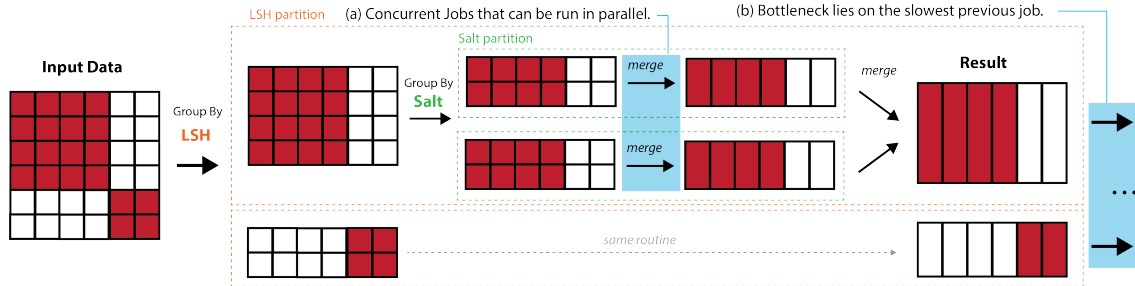 LSH partition
(a) Concurrent Jobs that can be run in parallel.
(b) Bottleneck lies on the slowest previous job.
Salt partition
Input Data
Group By
LSH
Group By
Salt
merge
merge
merge
Result
same routine
...